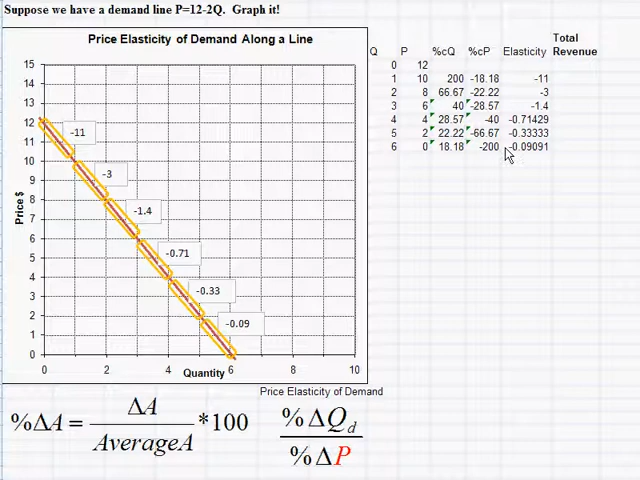 Suppose we have a demand line P=12-2Q. Graph it!
Price Elasticity of Demand Along a Line
15
14
13
12
11
10
9
8
7
6
5
4
3
2
1
0
Price $
-11
-3
-1.4
-0.71
-0.33
-0.09
0 2 4 6 8 10
Quantity
Total
Q P %cQ %cP Elasticity Revenue
0 12
1 10 200 -18.18 -11
2 8 66.67 -22.22 -3
3 6 40 -28.57 -1.4
4 4 28.57 -40 -0.71429
5 2 22.22 -66.67 -0.33333
6 0 18.18 -200 -0.09091
Price Elasticity of Demand
%ΔA = ΔA / AverageA *100
%ΔQd / %ΔP